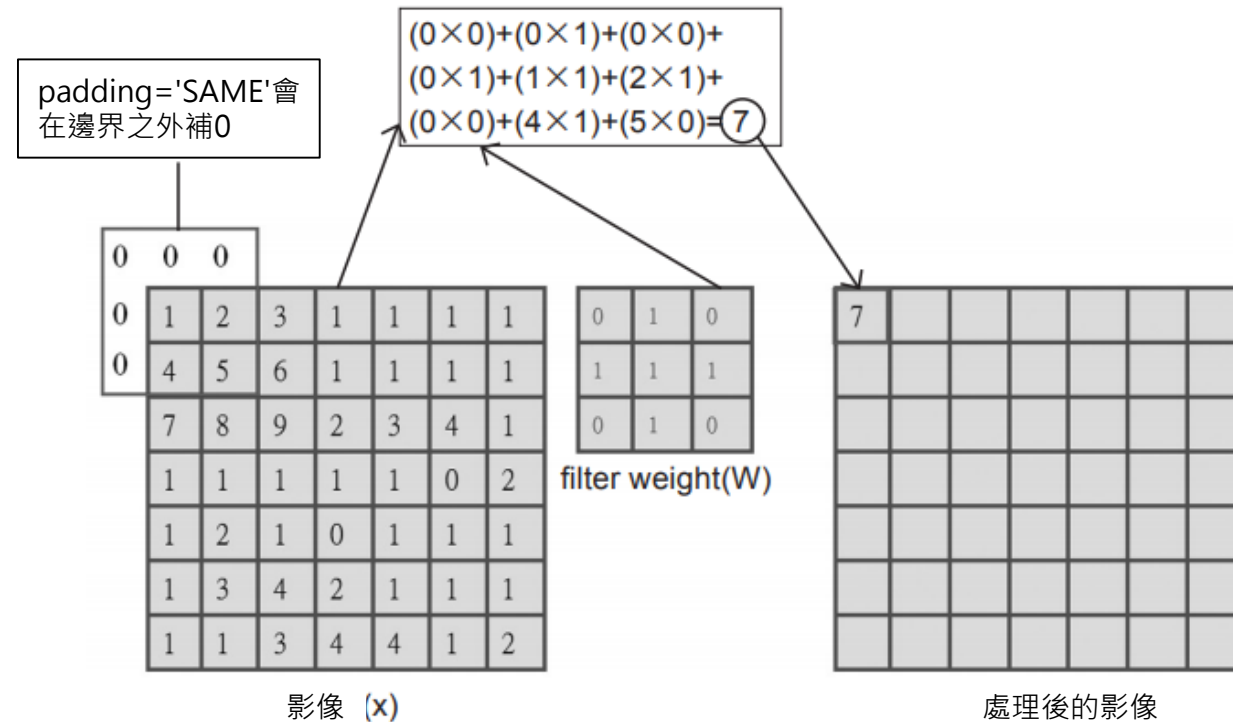 (0×0)+(0×1)+(0×0)+
(0×1)+(1×1)+(2×1)+
(0×0)+(4×1)+(5×0)=7
padding='SAME'會
在邊界之外補0
0 0 0
0 1 2 3 1 1 1 1
0 4 5 6 1 1 1 1
7 8 9 2 3 4 1
1 1 1 1 1 0 2
1 2 1 0 1 1 1
1 3 4 2 1 1 1
1 1 3 4 4 1 2
影像 (x)
0 1 0
1 1 1
0 1 0
filter weight(W)
7
處理後的影像